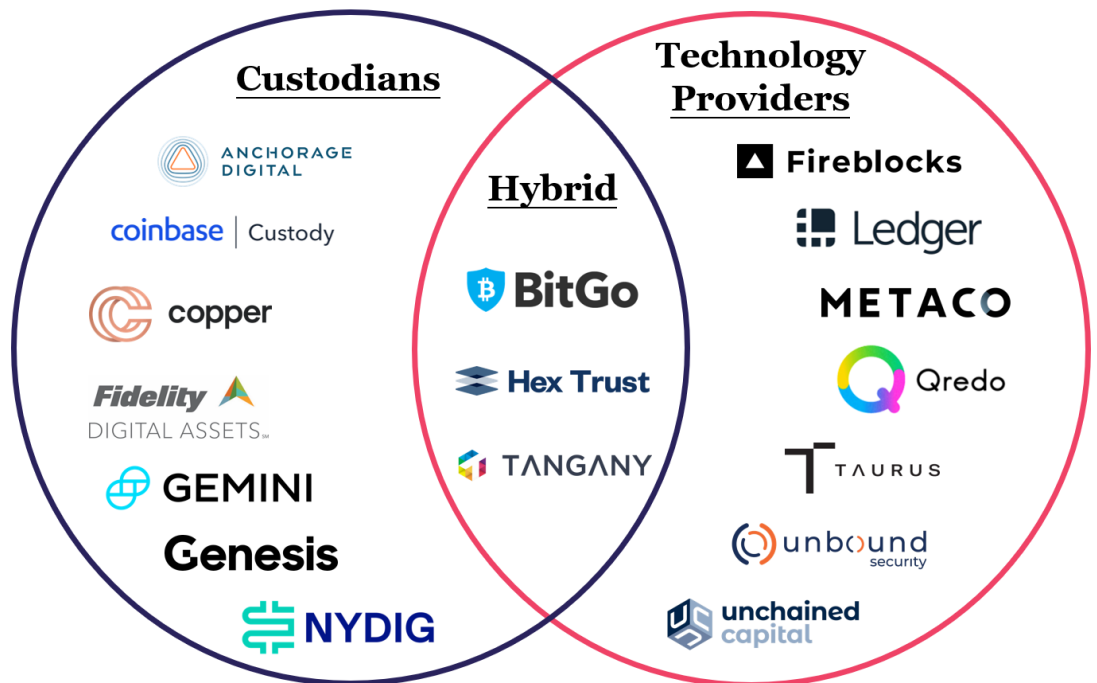 Custodians
ANCHORAGE
DIGITAL
coinbase | Custody
copper
Fidelity
DIGITAL ASSETS℠
GEMINI
Genesis
NYDIG
Hybrid
BitGo
Hex Trust
TANGANY
Technology
Providers
Fireblocks
Ledger
METACO
Qredo
TAURUS
unbound
security
unchained
capital